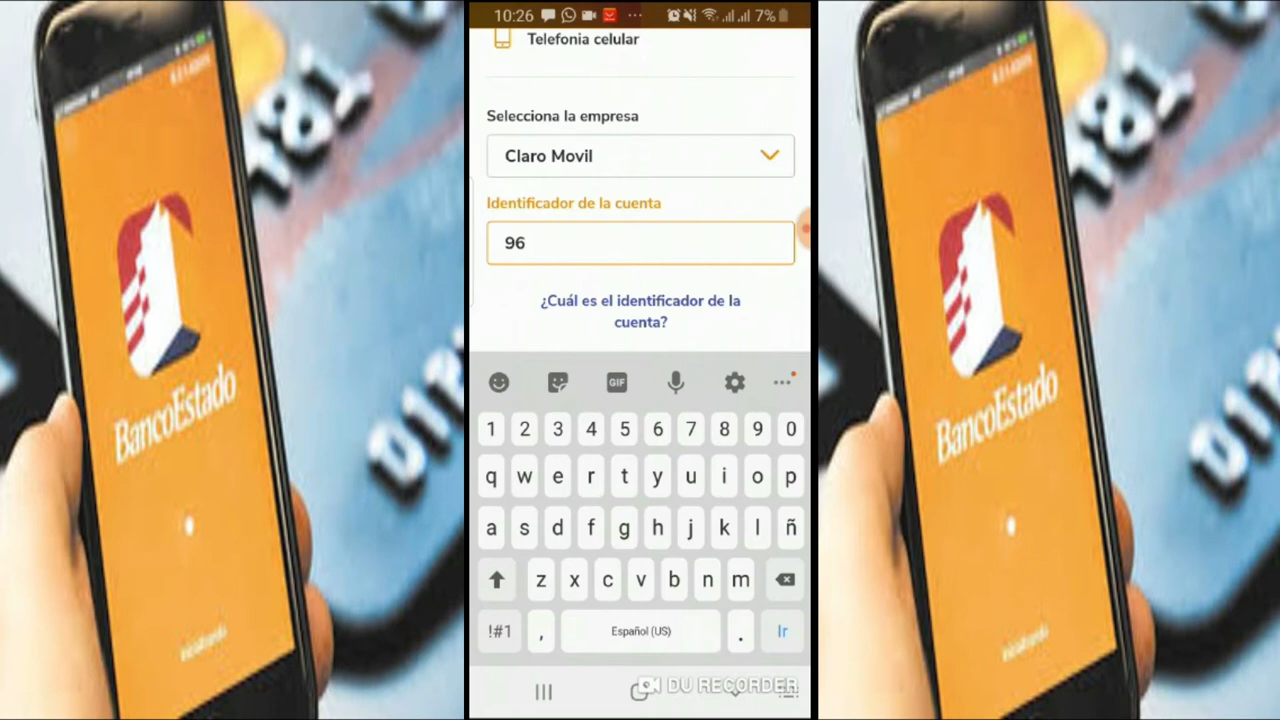 10:26 7%
Telefonia celular
Selecciona la empresa
Claro Movil
Identificador de la cuenta
96
¿Cuál es el identificador de la
cuenta?
GIF
1 2 3 4 5 6 7 8 9 0
q w e r t y u i o p
a s d f g h j k l ñ
z x c v b n m
!#1 , Español (US) . Ir
DU RECORDER
BancoEstado
Inicializando
BancoEstado
Inicializando